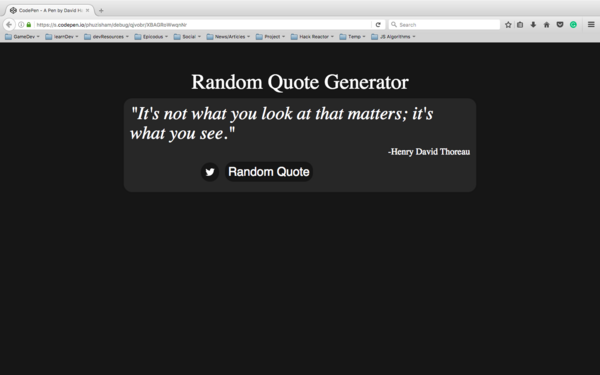 CodePen - A Pen by David H
https://s.codepen.io/phuzisham/debug/
Search
GameDev
learnDev
devResources
Epicodus
Social
News/Articles
Project
Hack Reactor
Temp
JS Algorithms
Random Quote Generator
"It's not what you look at that matters; it's
what you see."
-Henry David Thoreau
Random Quote